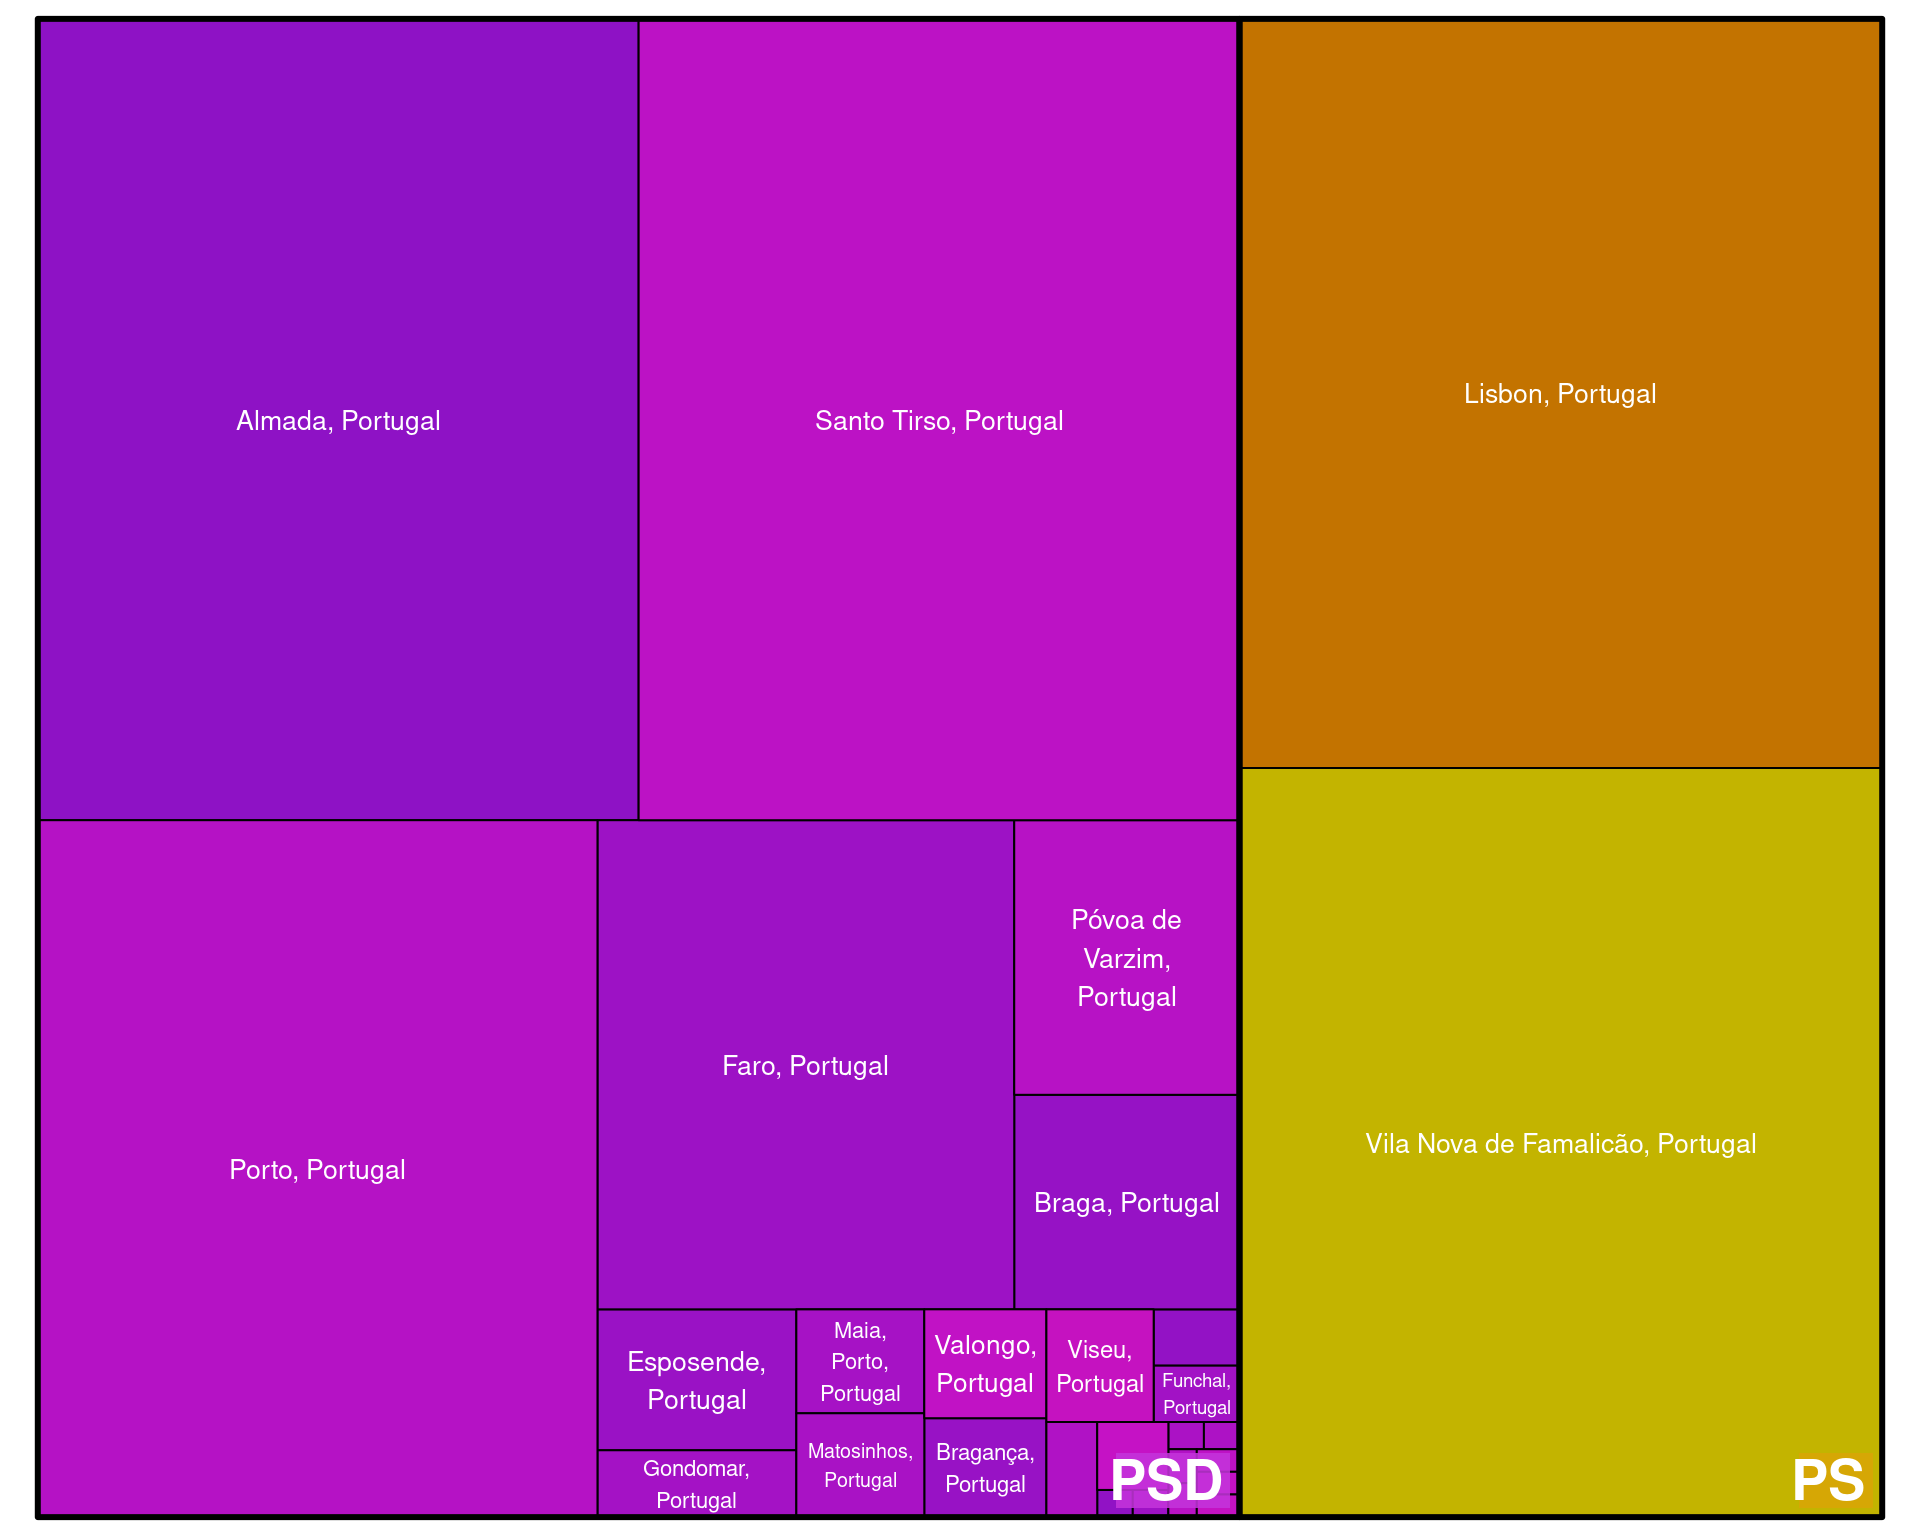 Almada, Portugal
Santo Tirso, Portugal
Lisbon, Portugal
Porto, Portugal
Faro, Portugal
Póvoa de
Varzim,
Portugal
Braga, Portugal
Vila Nova de Famalicão, Portugal
Esposende,
Portugal
Gondomar,
Portugal
Maia,
Porto,
Portugal
Matosinhos,
Portugal
Valongo,
Portugal
Bragança,
Portugal
Viseu,
Portugal
Funchal,
Portugal
PSD
PS